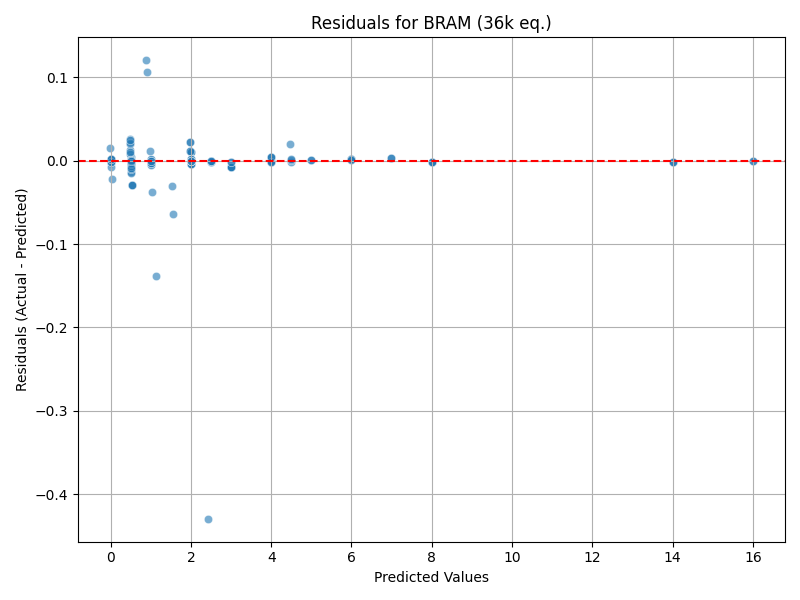 Residuals for BRAM (36k eq.)
Residuals (Actual - Predicted)
0.1
0.0
−0.1
−0.2
−0.3
−0.4
0 2 4 6 8 10 12 14 16
Predicted Values